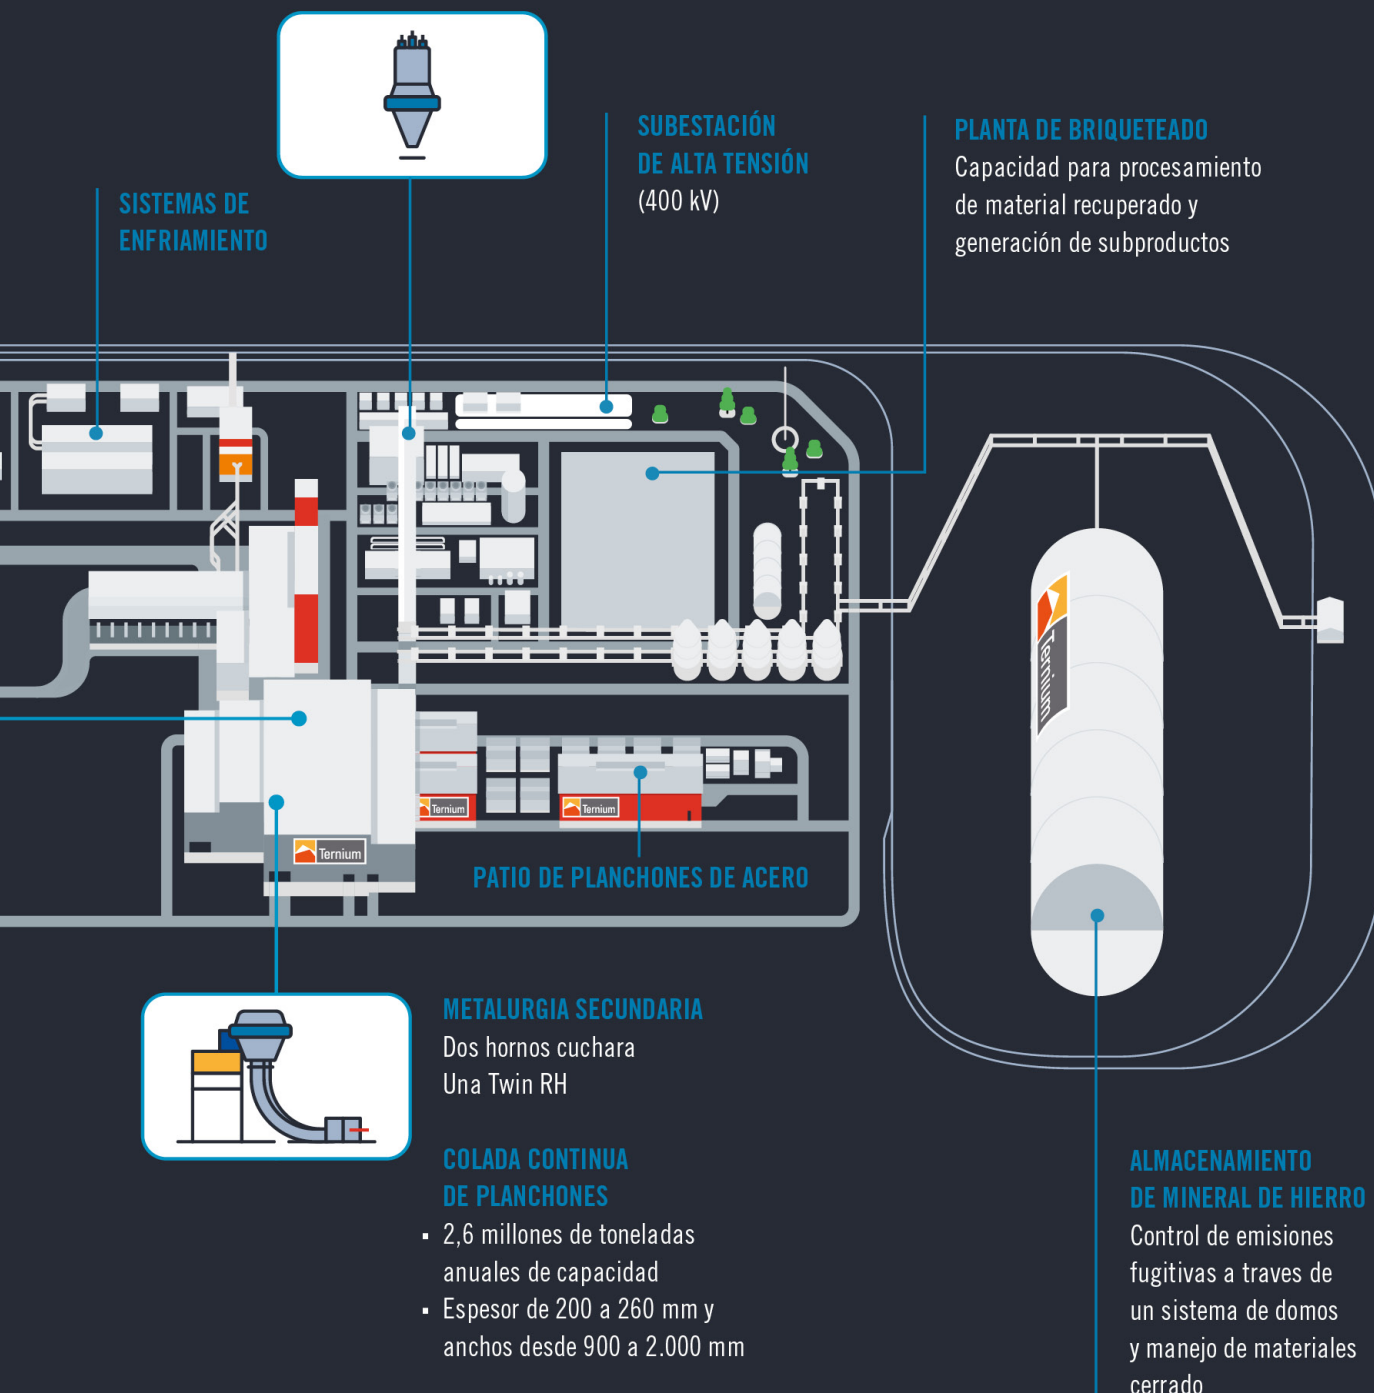 SUBESTACIÓN
DE ALTA TENSIÓN
(400 kV)
PLANTA DE BRIQUETEADO
Capacidad para procesamiento
de material recuperado y
generación de subproductos
SISTEMAS DE
ENFRIAMIENTO
Ternium
Ternium
Ternium
Ternium
PATIO DE PLANCHONES DE ACERO
METALURGIA SECUNDARIA
Dos hornos cuchara
Una Twin RH
COLADA CONTINUA
DE PLANCHONES
▪ 2,6 millones de toneladas
anuales de capacidad
▪ Espesor de 200 a 260 mm y
anchos desde 900 a 2.000 mm
ALMACENAMIENTO
DE MINERAL DE HIERRO
Control de emisiones
fugitivas a traves de
un sistema de domos
y manejo de materiales
cerrado